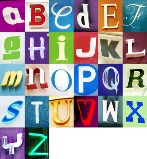 a B C d E F
g H i J K L
m n O P Q R
S T U V W X
y Z